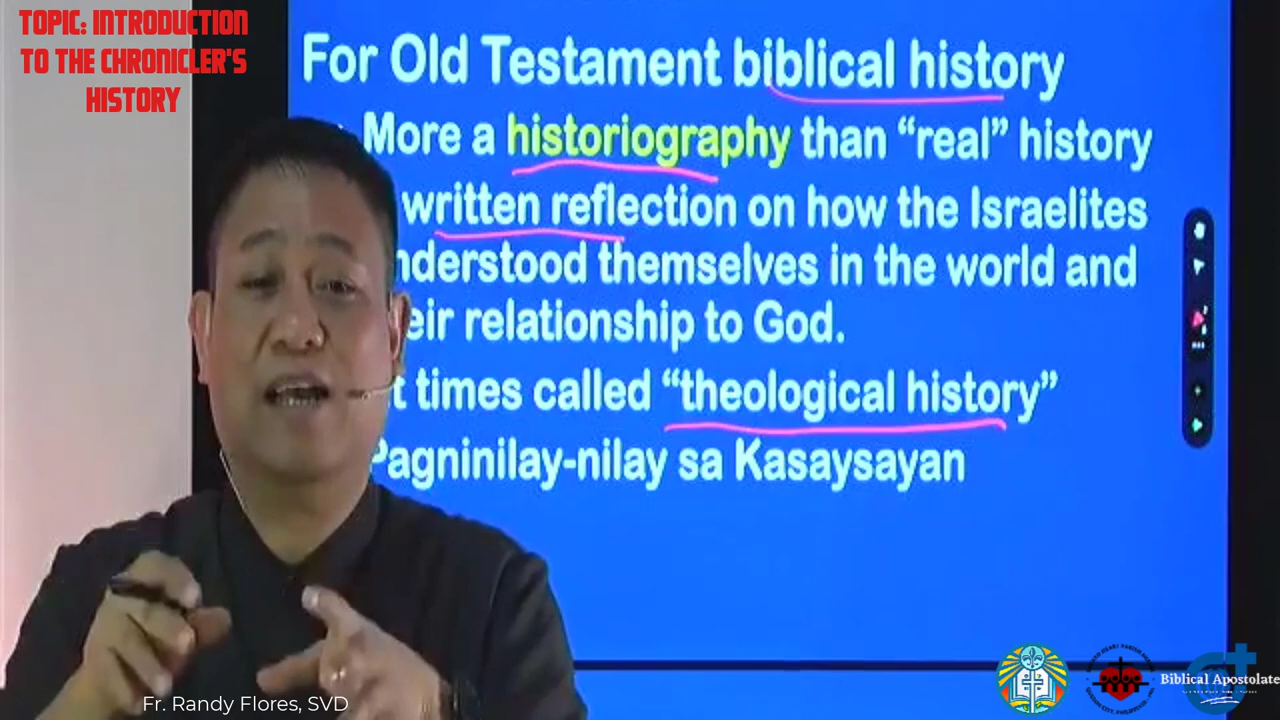 TOPIC: INTRODUCTION
TO THE CHRONICLER'S
HISTORY
For Old Testament biblical history
More a historiography than “real” history
written reflection on how the Israelites
nderstood themselves in the world and
eir relationship to God.
t times called “theological history”
Pagninilay-nilay sa Kasaysayan
Fr. Randy Flores, SVD
Biblical Apostolate